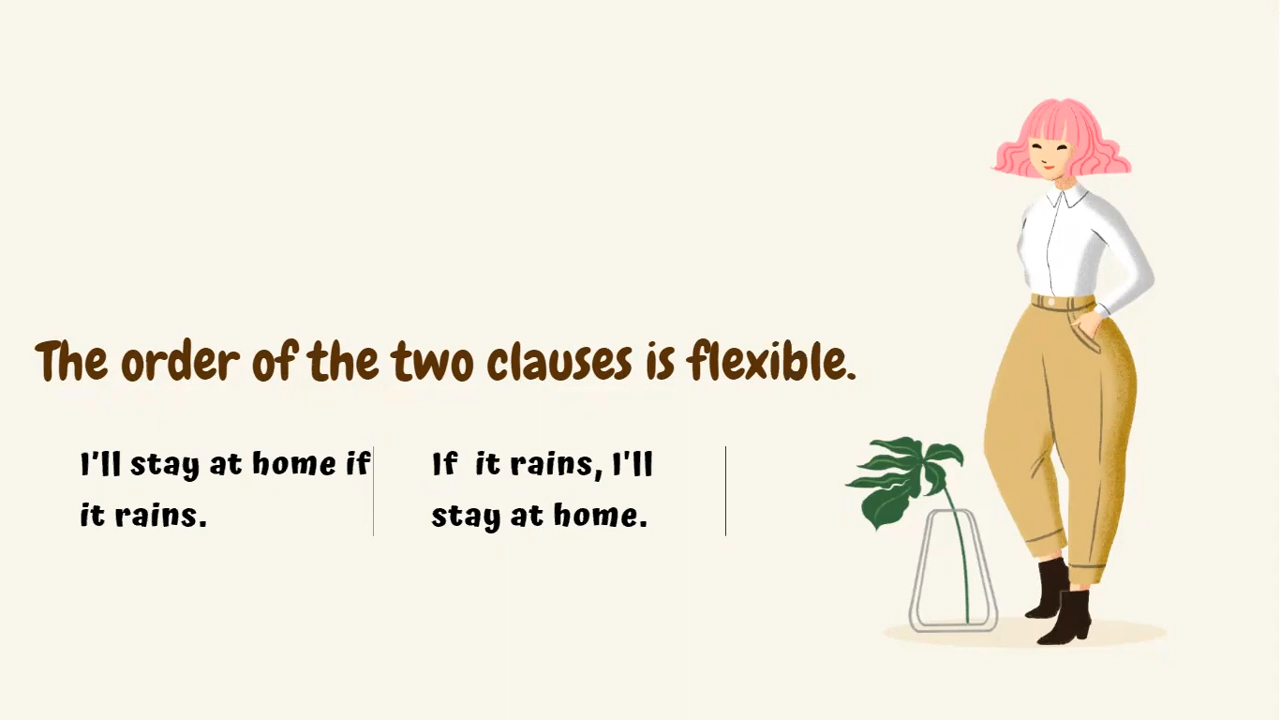 The order of the two clauses is flexible.
I'll stay at home if
it rains.
If it rains, I'll
stay at home.